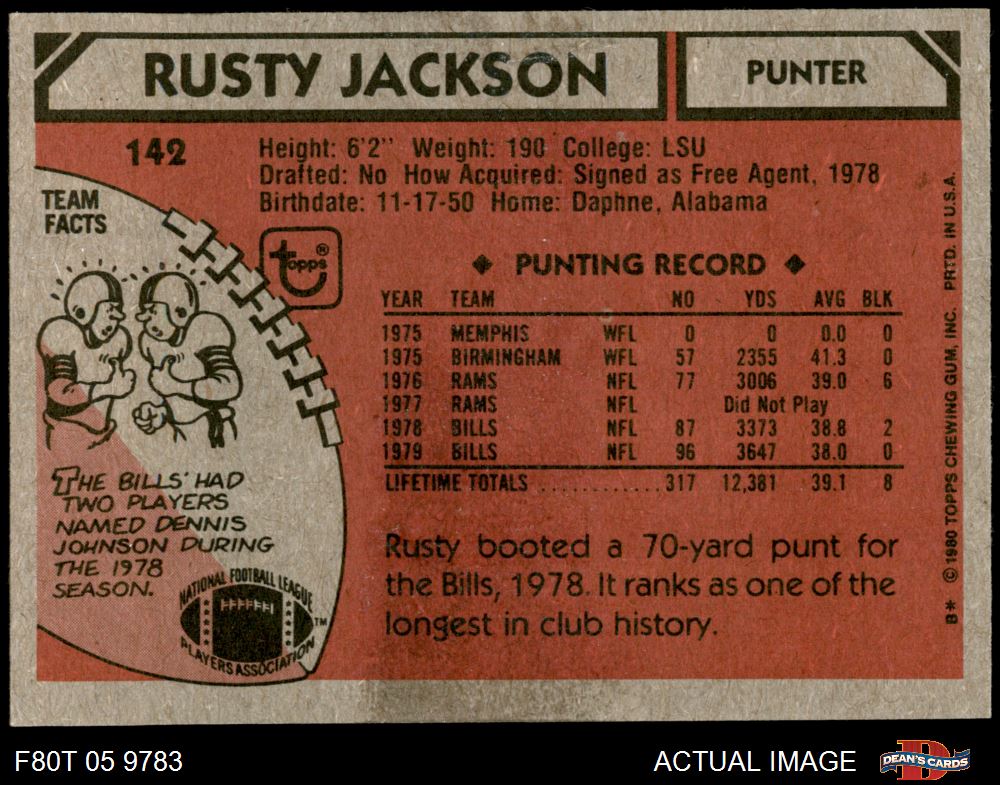 RUSTY JACKSON
PUNTER
142
Height: 6'2" Weight: 190 College: LSU
Drafted: No How Acquired: Signed as Free Agent, 1978
Birthdate: 11-17-50 Home: Daphne, Alabama
TEAM
FACTS
topps®
◆ PUNTING RECORD ◆
YEAR TEAM NO YDS AVG BLK
1975 MEMPHIS WFL 0 0 0.0 0
1975 BIRMINGHAM WFL 57 2355 41.3 0
1976 RAMS NFL 77 3006 39.0 6
1977 RAMS NFL Did Not Play
1978 BILLS NFL 87 3373 38.8 2
1979 BILLS NFL 96 3647 38.0 0
LIFETIME TOTALS ............ 317 12,381 39.1 8
THE BILLS' HAD
TWO PLAYERS
NAMED DENNIS
JOHNSON DURING
THE 1978
SEASON.
NATIONAL FOOTBALL LEAGUE
PLAYERS ASSOCIATION
TM
Rusty booted a 70-yard punt for
the Bills, 1978. It ranks as one of the
longest in club history.
B* © 1980 TOPPS CHEWING GUM, INC. PRTD. IN U.S.A.
F80T 05 9783
ACTUAL IMAGE
D
DEAN'S CARDS